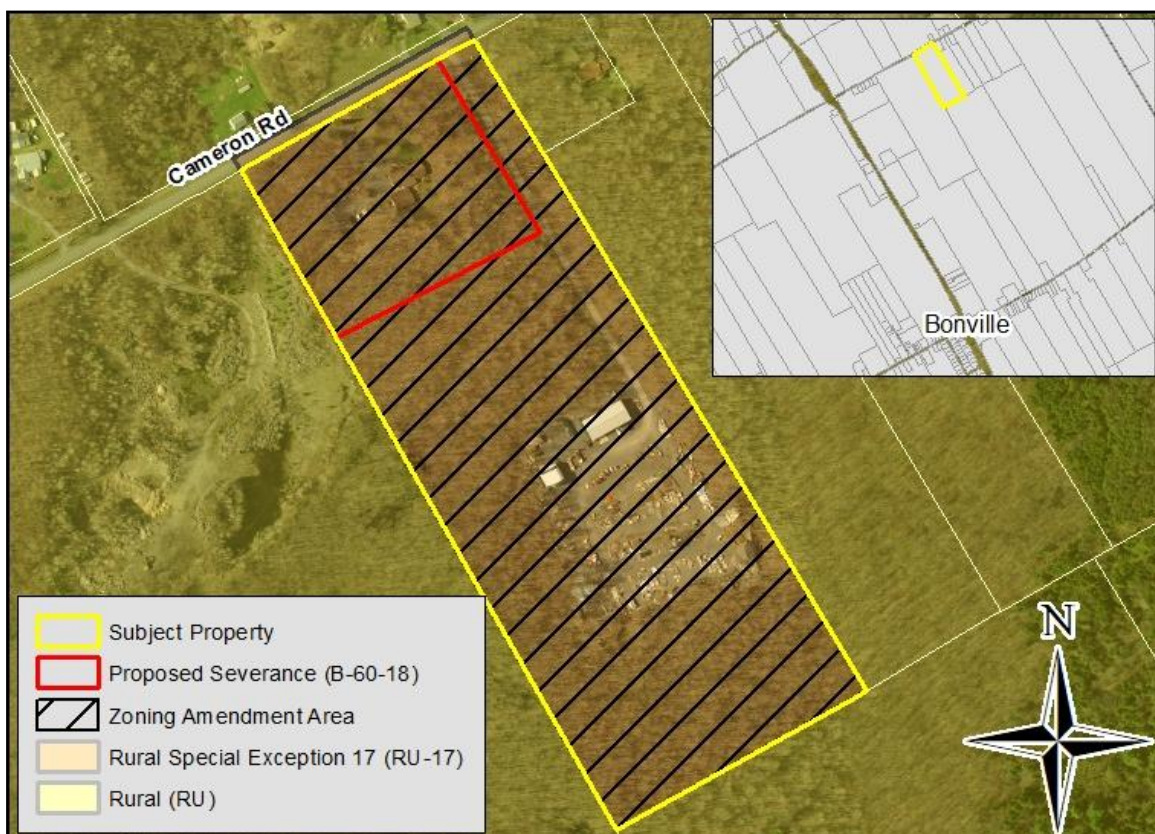 Cameron Rd
Bonville
Subject Property
Proposed Severance (B-60-18)
Zoning Amendment Area
Rural Special Exception 17 (RU-17)
Rural (RU)
N